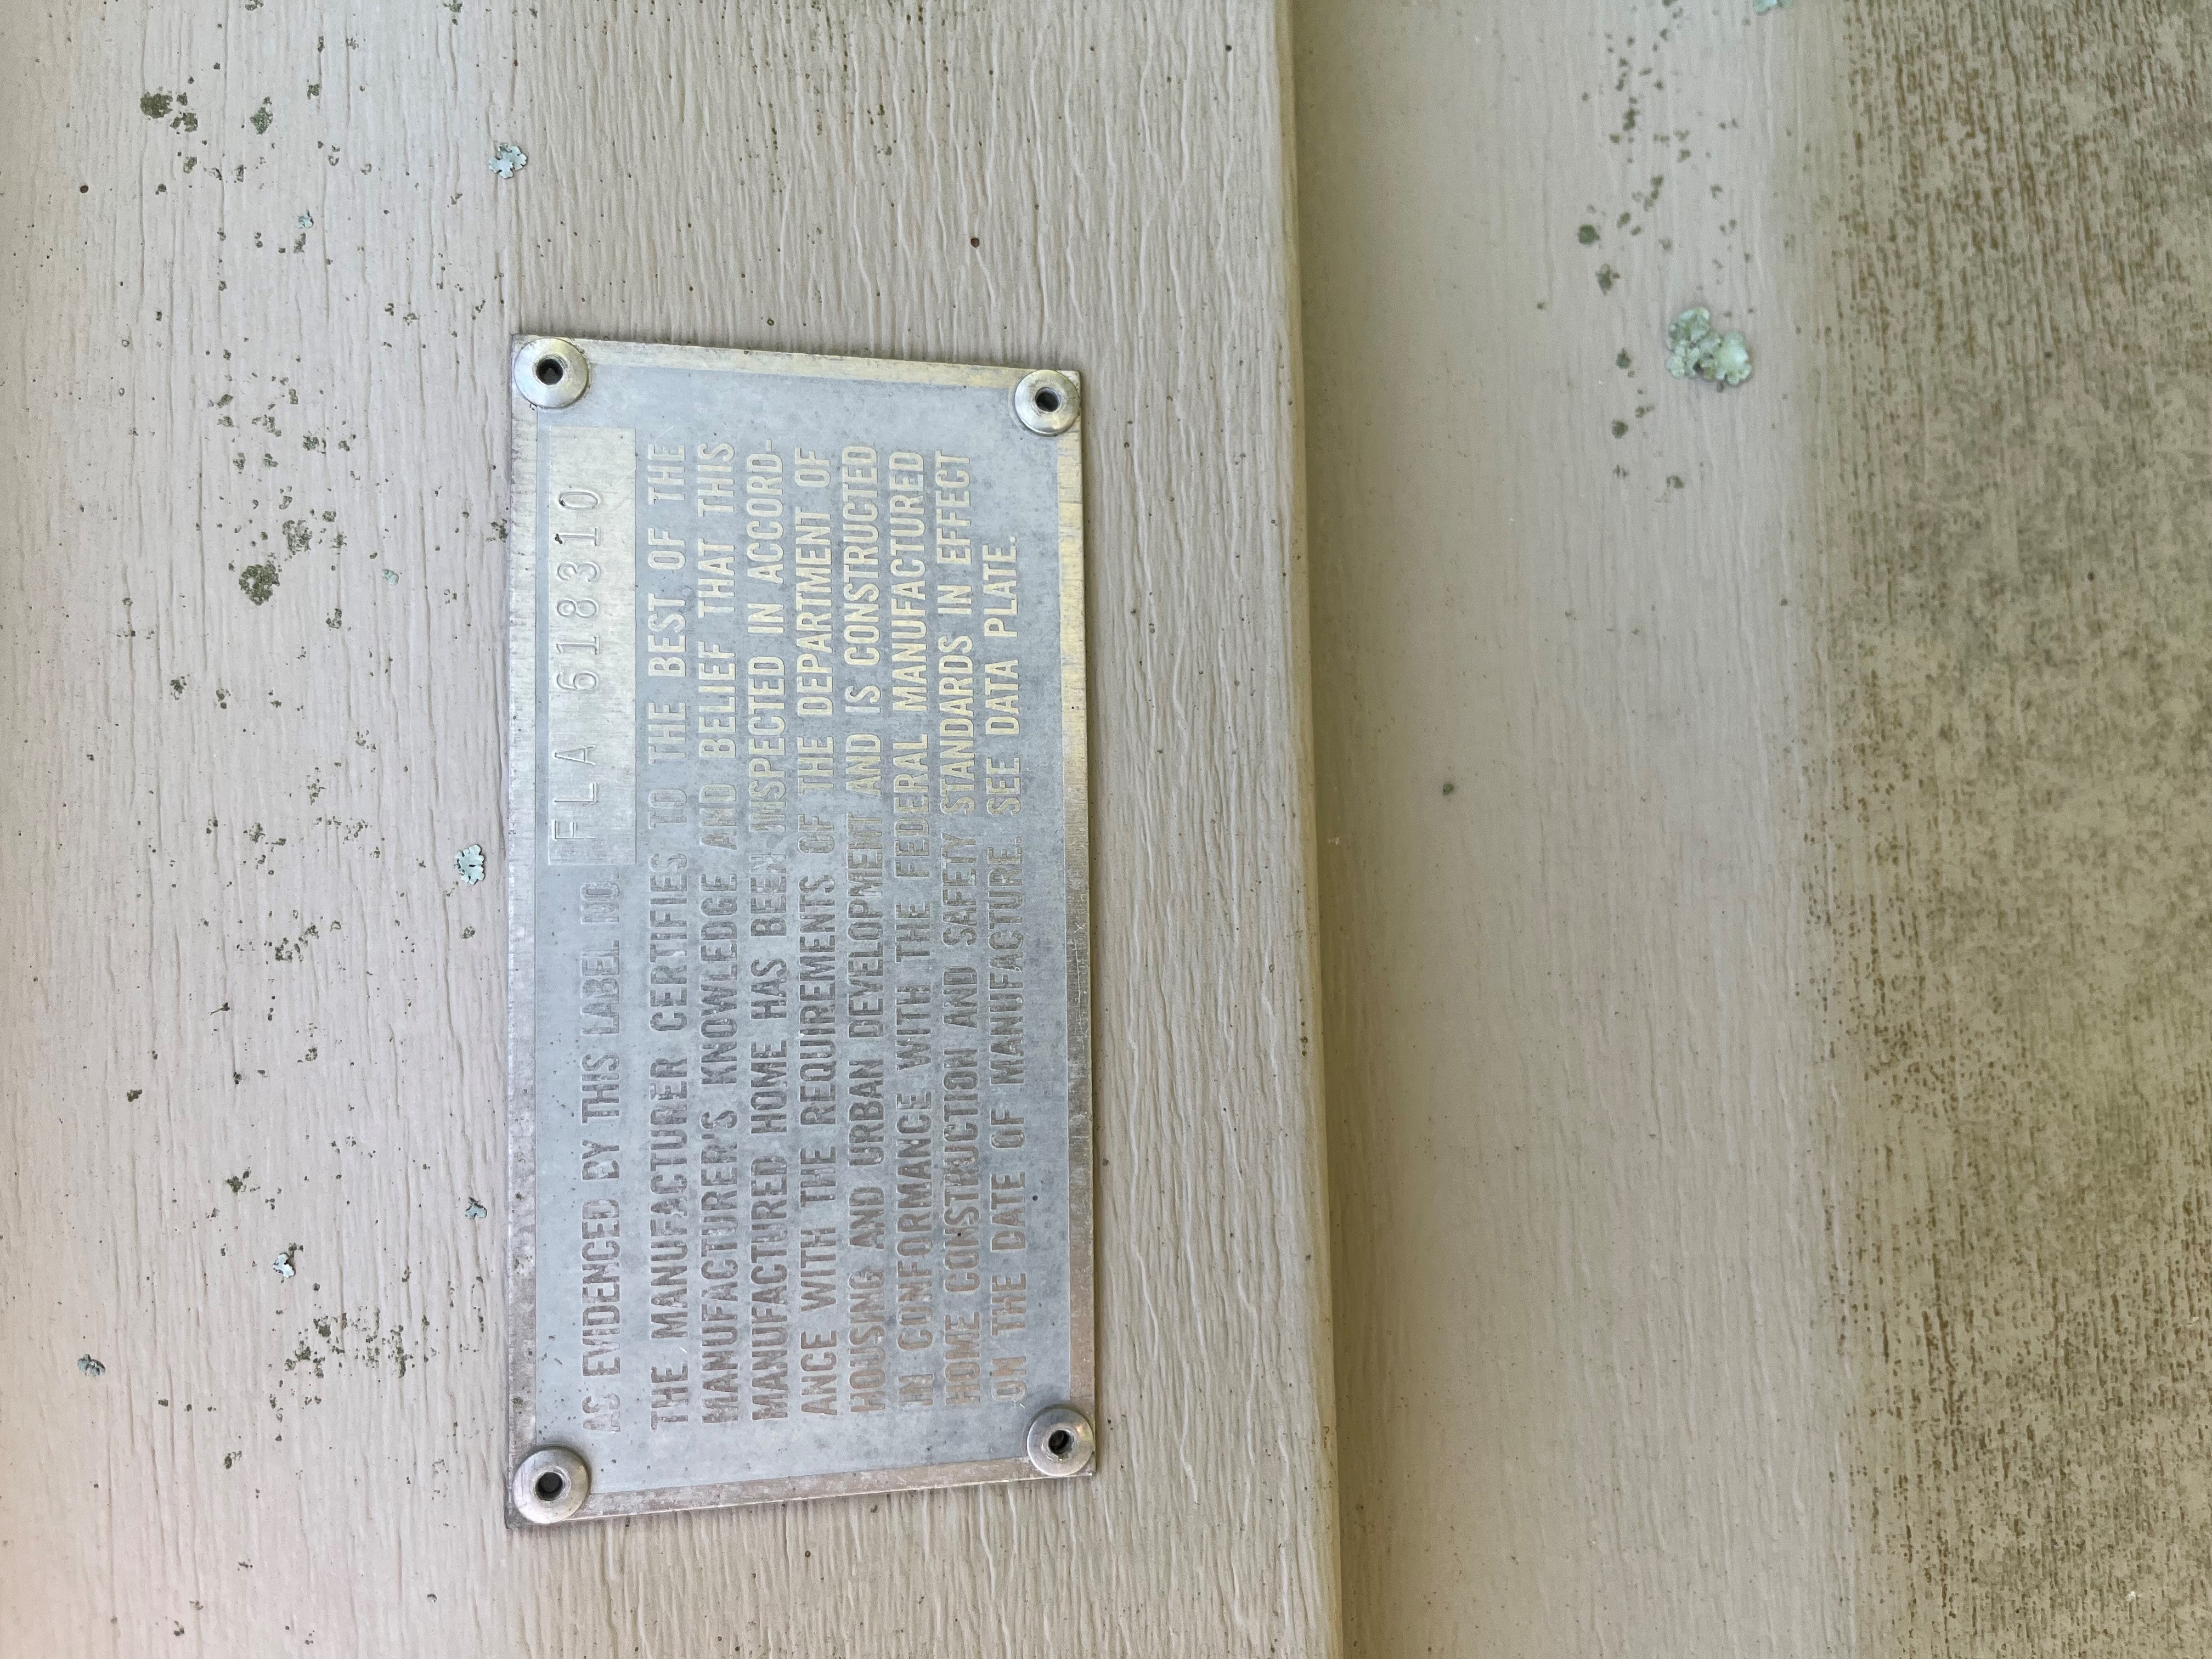 AS EVIDENCED BY THIS LABEL NO. FLA 618310
THE MANUFACTURER CERTIFIES TO THE BEST OF THE
MANUFACTURER'S KNOWLEDGE AND BELIEF THAT THIS
MANUFACTURED HOME HAS BEEN INSPECTED IN ACCORD-
ANCE WITH THE REQUIREMENTS OF THE DEPARTMENT OF
HOUSING AND URBAN DEVELOPMENT AND IS CONSTRUCTED
IN CONFORMANCE WITH THE FEDERAL MANUFACTURED
HOME CONSTRUCTION AND SAFETY STANDARDS IN EFFECT
ON THE DATE OF MANUFACTURE. SEE DATA PLATE.